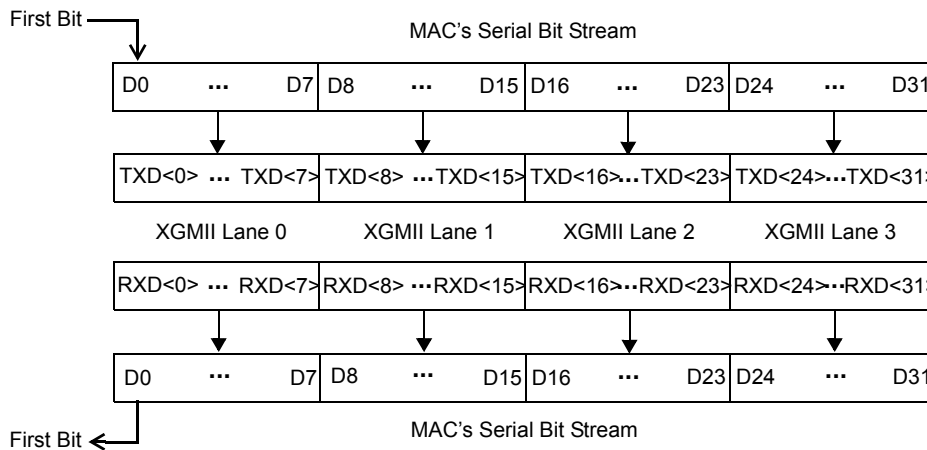 First Bit
MAC's Serial Bit Stream
D0 ... D7 D8 ... D15 D16 ... D23 D24 ... D31
TXD<0> ... TXD<7> TXD<8> ...TXD<15> TXD<16>...TXD<23> TXD<24>...TXD<31>
XGMII Lane 0 XGMII Lane 1 XGMII Lane 2 XGMII Lane 3
RXD<0> ... RXD<7> RXD<8> ...RXD<15> RXD<16>...RXD<23> RXD<24>...RXD<31>
D0 ... D7 D8 ... D15 D16 ... D23 D24 ... D31
MAC's Serial Bit Stream
First Bit